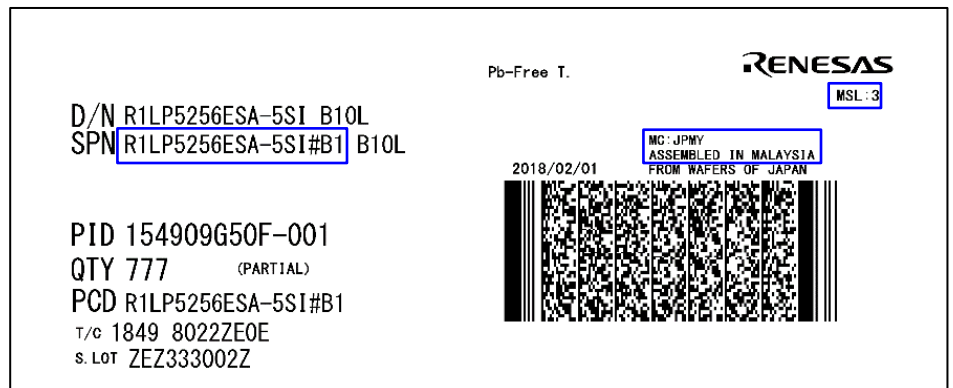 RENESAS
Pb-Free T.
MSL:3
D/N R1LP5256ESA-5SI B10L
SPN R1LP5256ESA-5SI#B1 B10L
MC:JPMY
ASSEMBLED IN MALAYSIA
2018/02/01 FROM WAFERS OF JAPAN
PID 154909G50F-001
QTY 777 (PARTIAL)
PCD R1LP5256ESA-5SI#B1
T/C 1849 8022ZE0E
S.LOT ZEZ333002Z